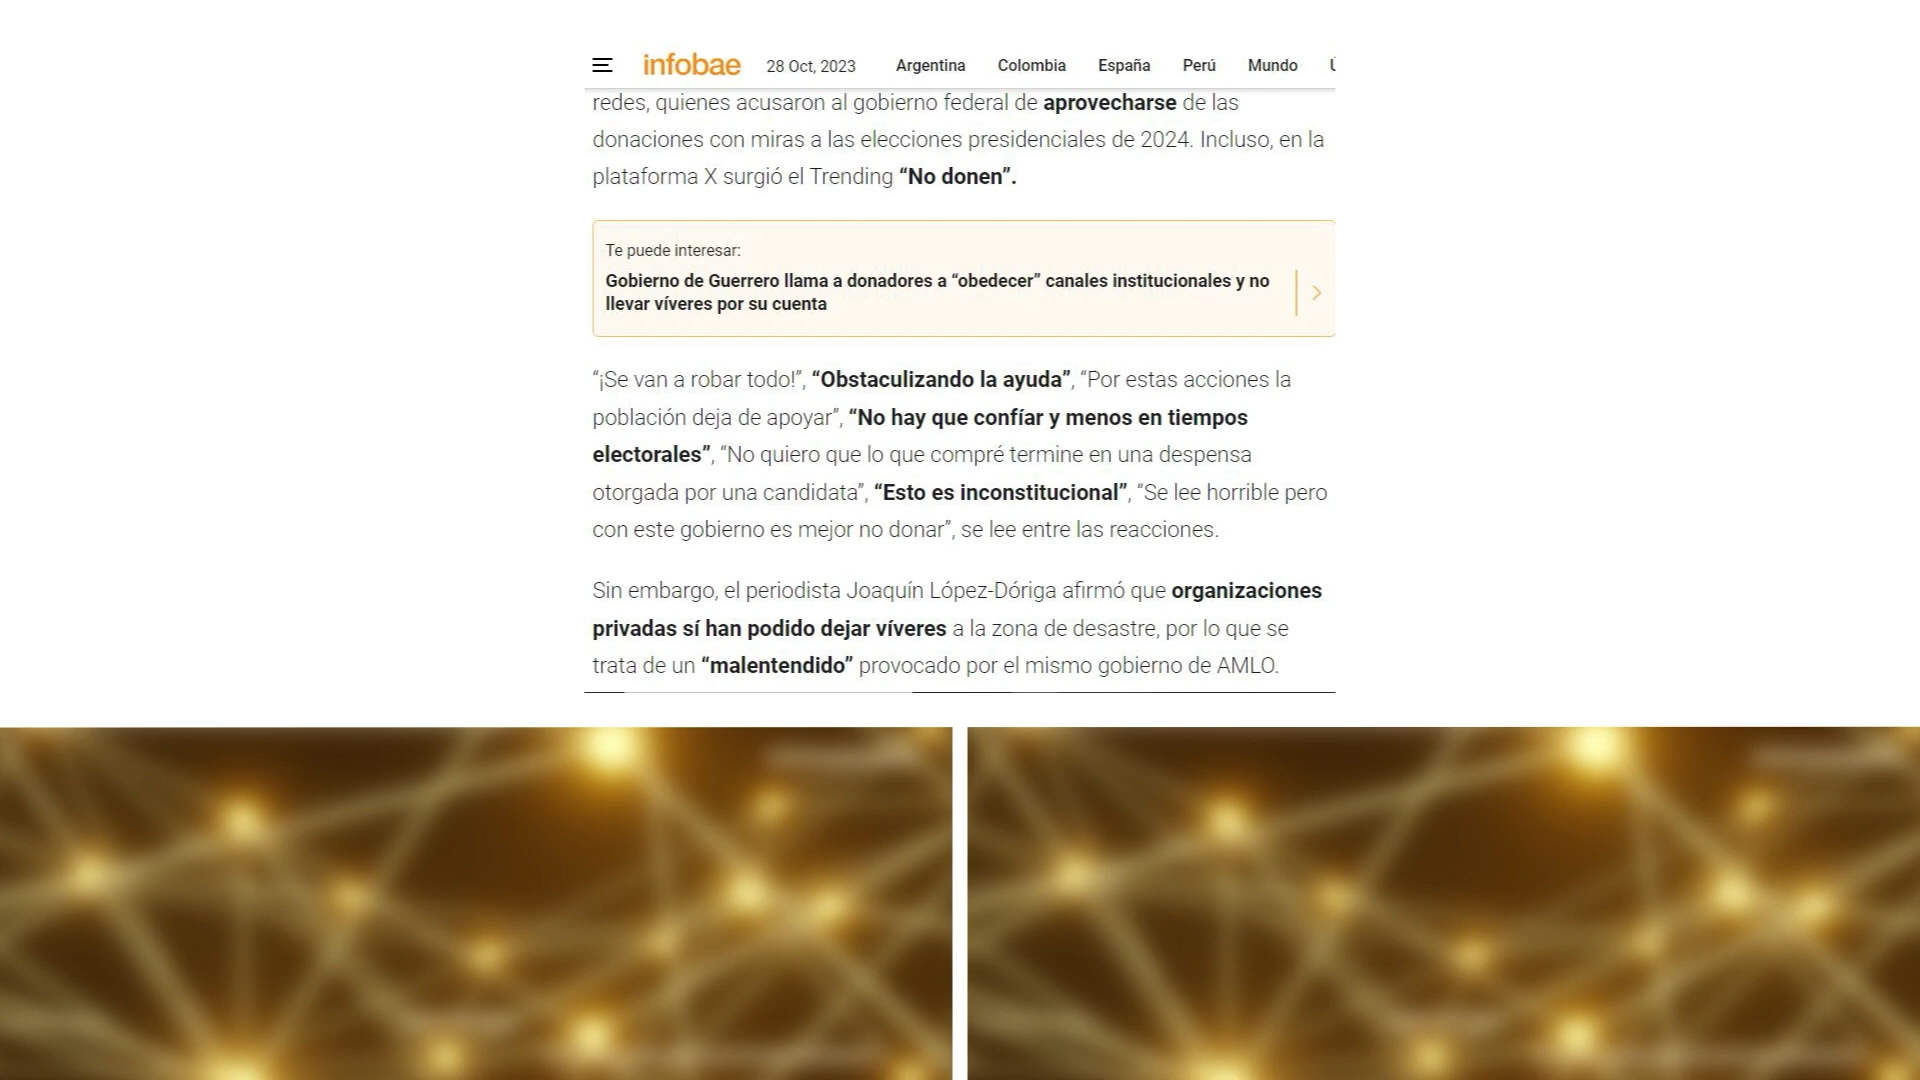 infobae 28 Oct, 2023 Argentina Colombia España Perú Mundo
redes, quienes acusaron al gobierno federal de aprovecharse de las
donaciones con miras a las elecciones presidenciales de 2024. Incluso, en la
plataforma X surgió el Trending “No donen”.
Te puede interesar:
Gobierno de Guerrero llama a donadores a “obedecer” canales institucionales y no
llevar víveres por su cuenta
“¡Se van a robar todo!”, “Obstaculizando la ayuda”, “Por estas acciones la
población deja de apoyar”, “No hay que confíar y menos en tiempos
electorales”, “No quiero que lo que compré termine en una despensa
otorgada por una candidata”, “Esto es inconstitucional”, “Se lee horrible pero
con este gobierno es mejor no donar”, se lee entre las reacciones.
Sin embargo, el periodista Joaquín López-Dóriga afirmó que organizaciones
privadas sí han podido dejar víveres a la zona de desastre, por lo que se
trata de un “malentendido” provocado por el mismo gobierno de AMLO.